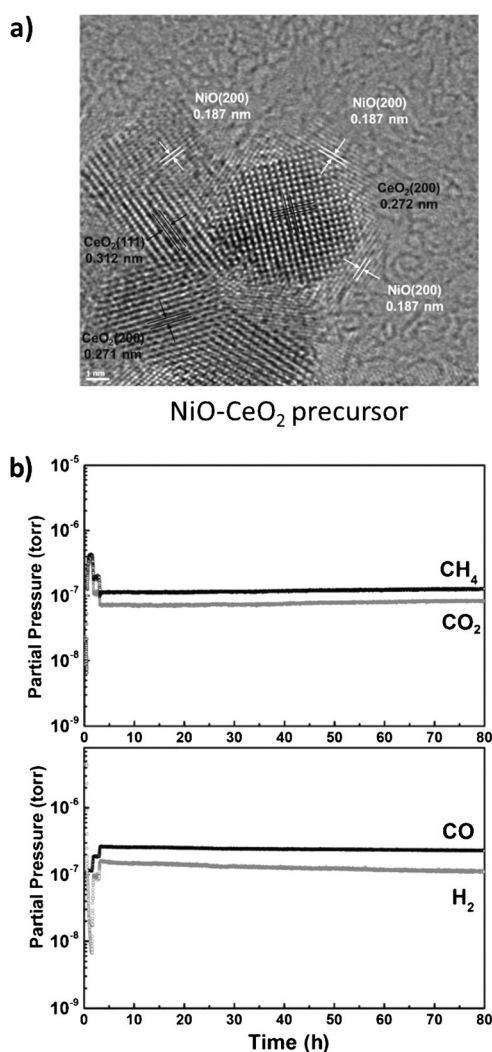 a)
NiO(200)
0.187 nm
NiO(200)
0.187 nm
CeO₂(200)
0.272 nm
CeO₂(111)
0.312 nm
NiO(200)
0.187 nm
CeO₂(200)
0.271 nm
1 nm
NiO-CeO₂ precursor
b)
Partial Pressure (torr)
10⁻⁵
10⁻⁶
10⁻⁷
10⁻⁸
10⁻⁹
CH₄
CO₂
0 10 20 30 40 50 60 70 80
Partial Pressure (torr)
10⁻⁶
10⁻⁷
10⁻⁸
10⁻⁹
CO
H₂
0 10 20 30 40 50 60 70 80
Time (h)